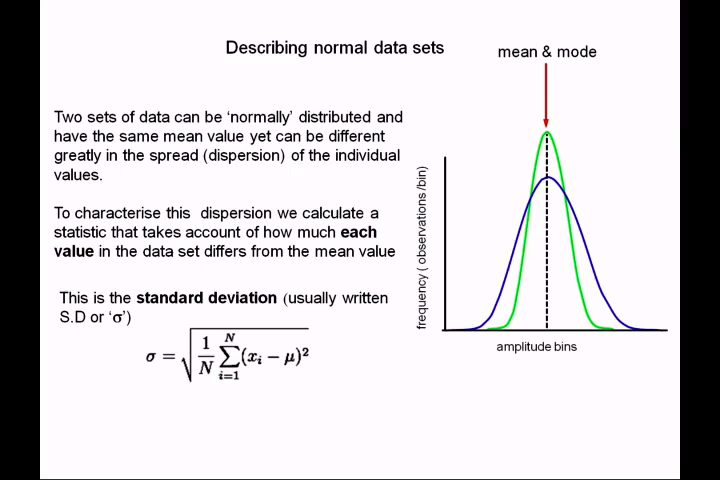 Describing normal data sets
mean & mode
Two sets of data can be ‘normally’ distributed and
have the same mean value yet can be different
greatly in the spread (dispersion) of the individual
values.
To characterise this dispersion we calculate a
statistic that takes account of how much each
value in the data set differs from the mean value
This is the standard deviation (usually written
S.D or ‘σ’)
σ = √(1/N ∑_{i=1}^{N} (x_i − μ)²)
frequency ( observations /bin)
amplitude bins